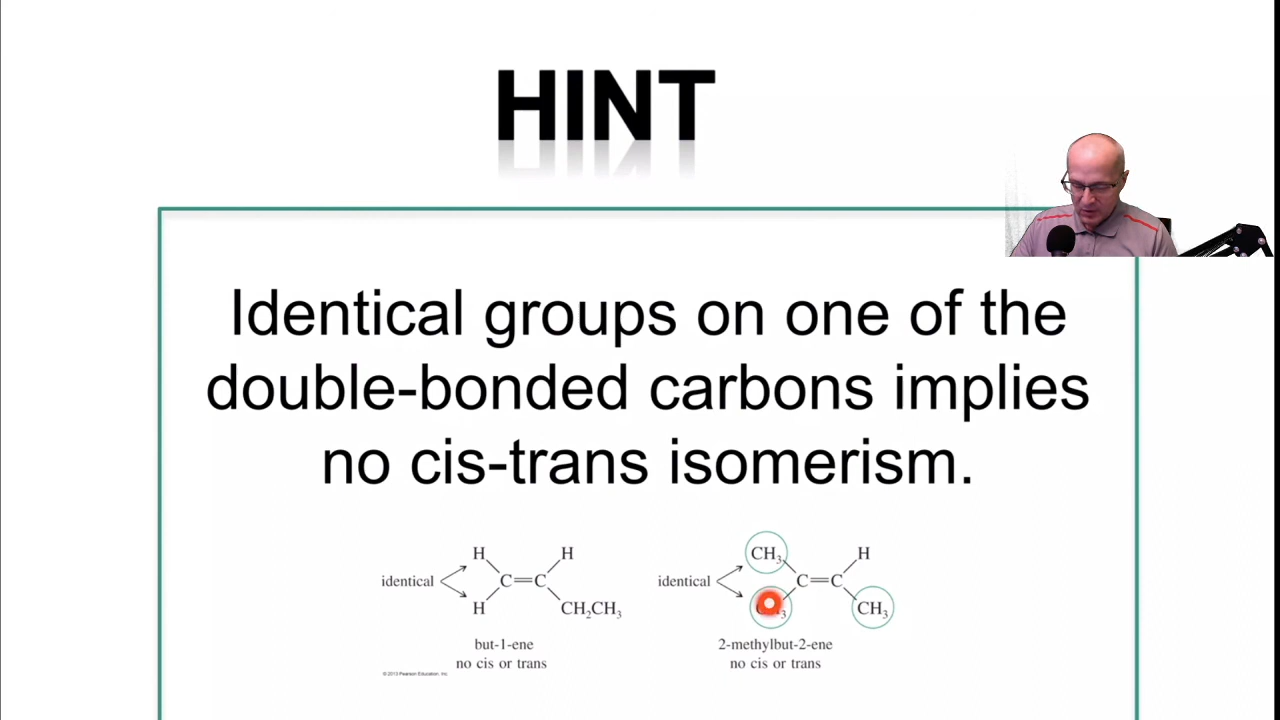 HINT
Identical groups on one of the
double-bonded carbons implies
no cis-trans isomerism.
H H
identical C=C
H CH₂CH₃
but-1-ene
no cis or trans
CH₃ H
identical C=C
CH₃
2-methylbut-2-ene
no cis or trans
© 2013 Pearson Education, Inc.